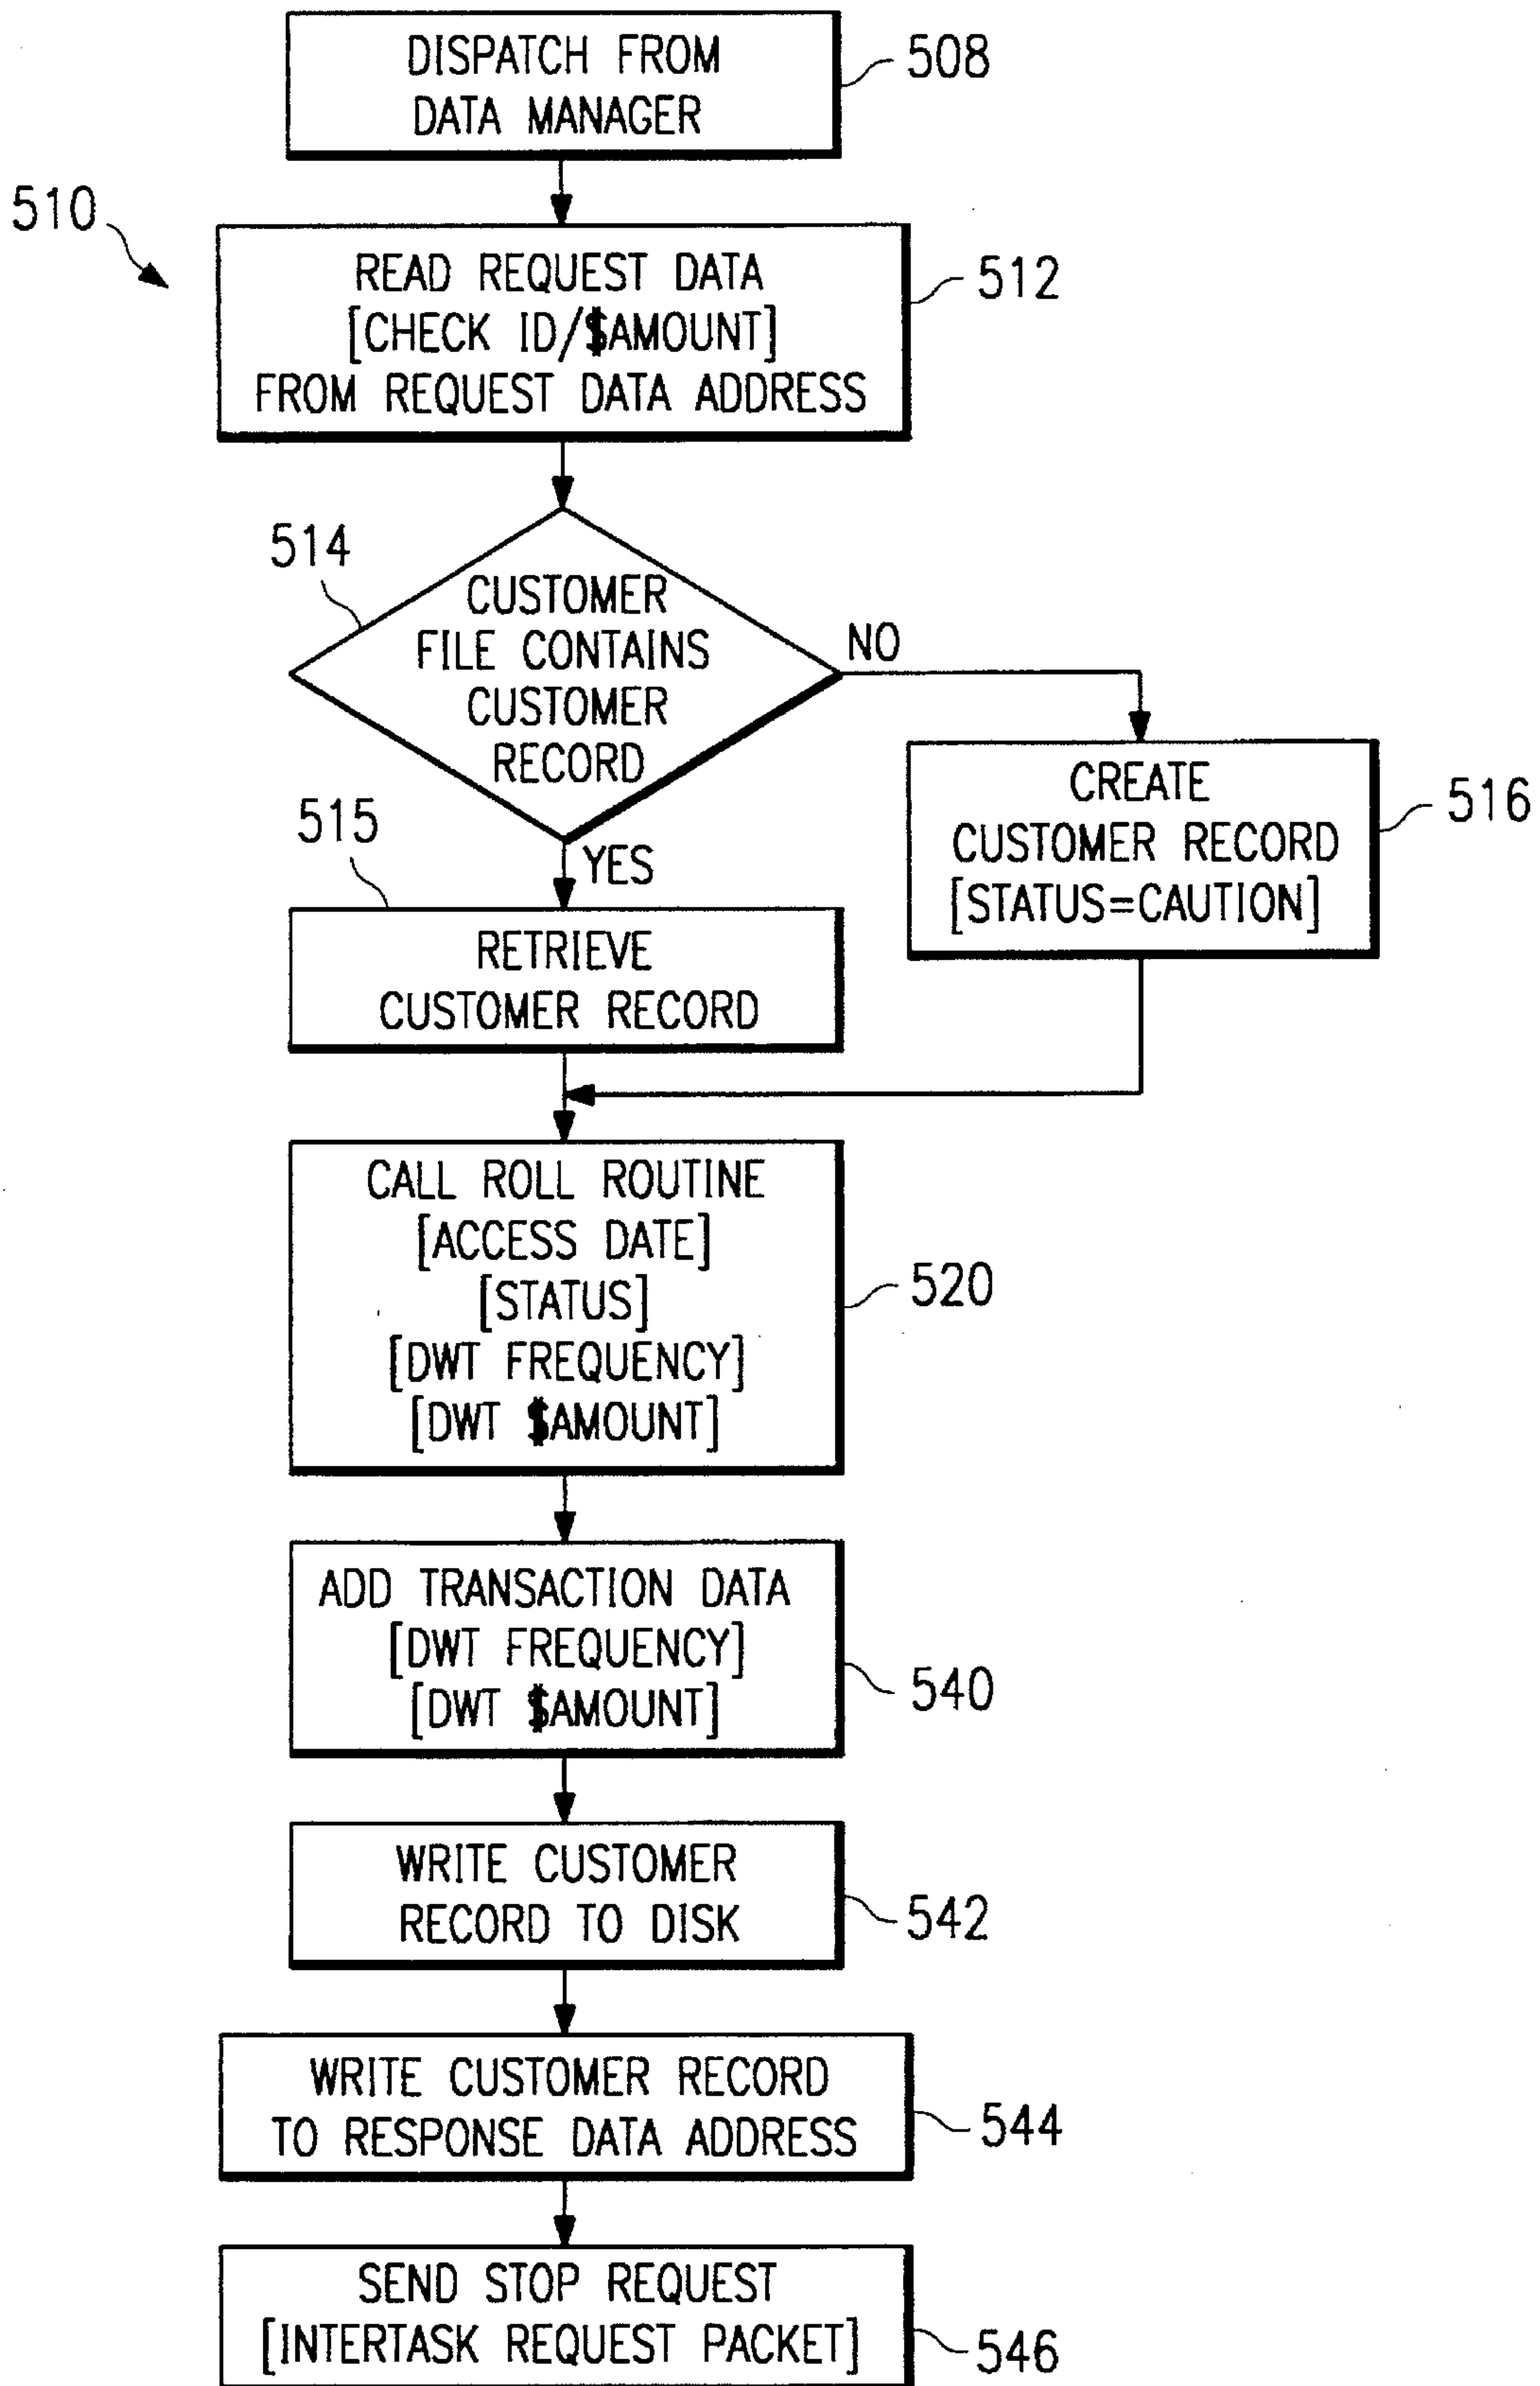 DISPATCH FROM
DATA MANAGER
508
510
READ REQUEST DATA
[CHECK ID/$AMOUNT]
FROM REQUEST DATA ADDRESS
512
514
CUSTOMER
FILE CONTAINS
CUSTOMER
RECORD
NO
YES
CREATE
CUSTOMER RECORD
[STATUS=CAUTION]
516
515
RETRIEVE
CUSTOMER RECORD
CALL ROLL ROUTINE
[ACCESS DATE]
[STATUS]
[DWT FREQUENCY]
[DWT $AMOUNT]
520
ADD TRANSACTION DATA
[DWT FREQUENCY]
[DWT $AMOUNT]
540
WRITE CUSTOMER
RECORD TO DISK
542
WRITE CUSTOMER RECORD
TO RESPONSE DATA ADDRESS
544
SEND STOP REQUEST
[INTERTASK REQUEST PACKET]
546